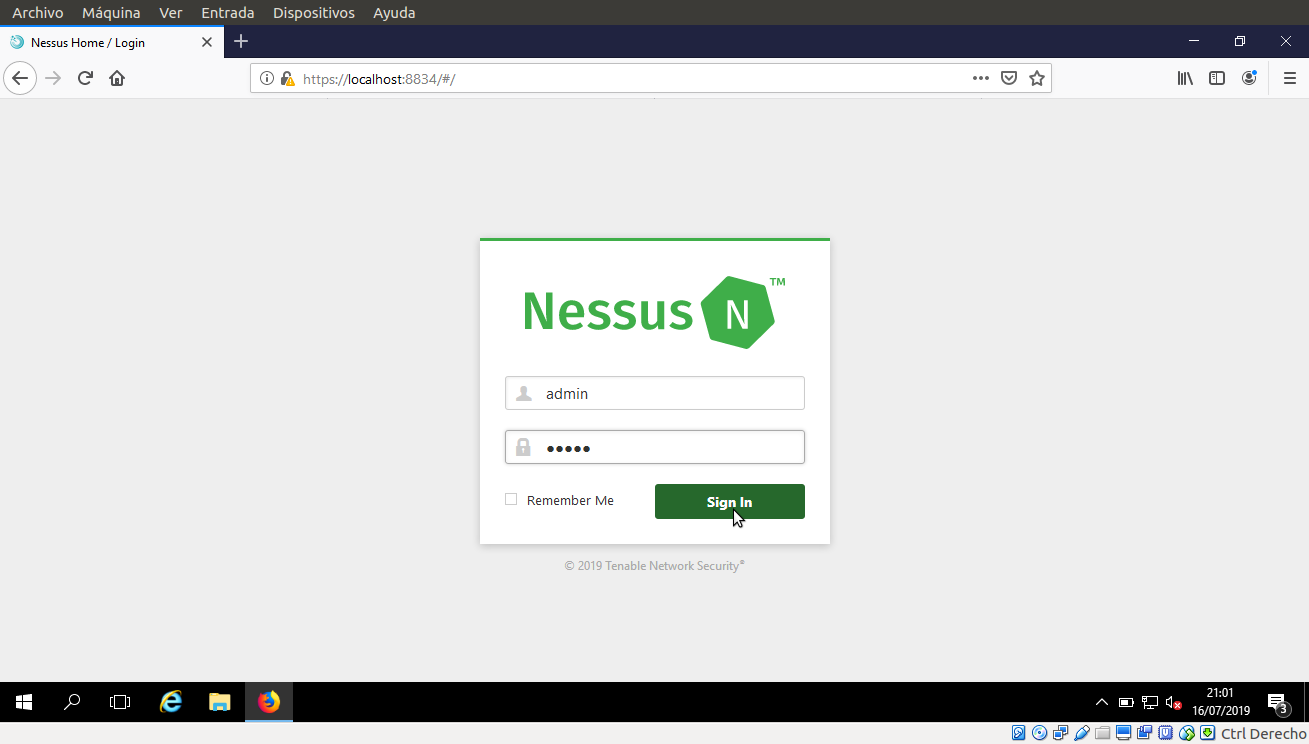 Archivo Máquina Ver Entrada Dispositivos Ayuda
Nessus Home / Login
https://localhost:8834/#/
Nessus N ™
admin
•••••
Remember Me Sign In
© 2019 Tenable Network Security®
21:01
16/07/2019
3
Ctrl Derecho